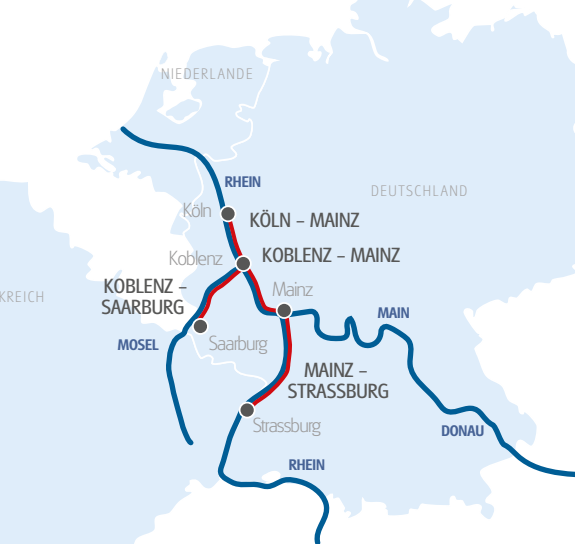 NIEDERLANDE
RHEIN
DEUTSCHLAND
Köln
KÖLN – MAINZ
Koblenz
KOBLENZ – MAINZ
KOBLENZ –
SAARBURG
Mainz
KREICH
MAIN
MOSEL
Saarburg
MAINZ –
STRASSBURG
Strassburg
DONAU
RHEIN